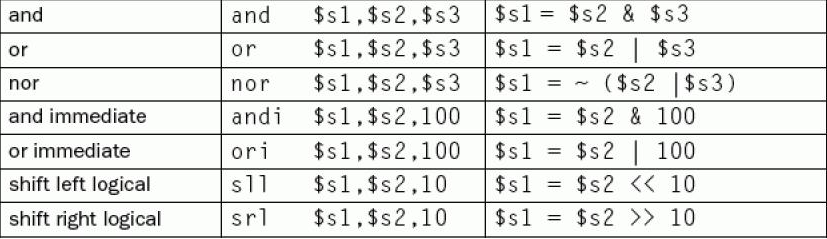 and and $s1,$s2,$s3 $s1 = $s2 & $s3
or or $s1,$s2,$s3 $s1 = $s2 | $s3
nor nor $s1,$s2,$s3 $s1 = ~ ($s2 |$s3)
and immediate andi $s1,$s2,100 $s1 = $s2 & 100
or immediate ori $s1,$s2,100 $s1 = $s2 | 100
shift left logical sll $s1,$s2,10 $s1 = $s2 << 10
shift right logical srl $s1,$s2,10 $s1 = $s2 >> 10